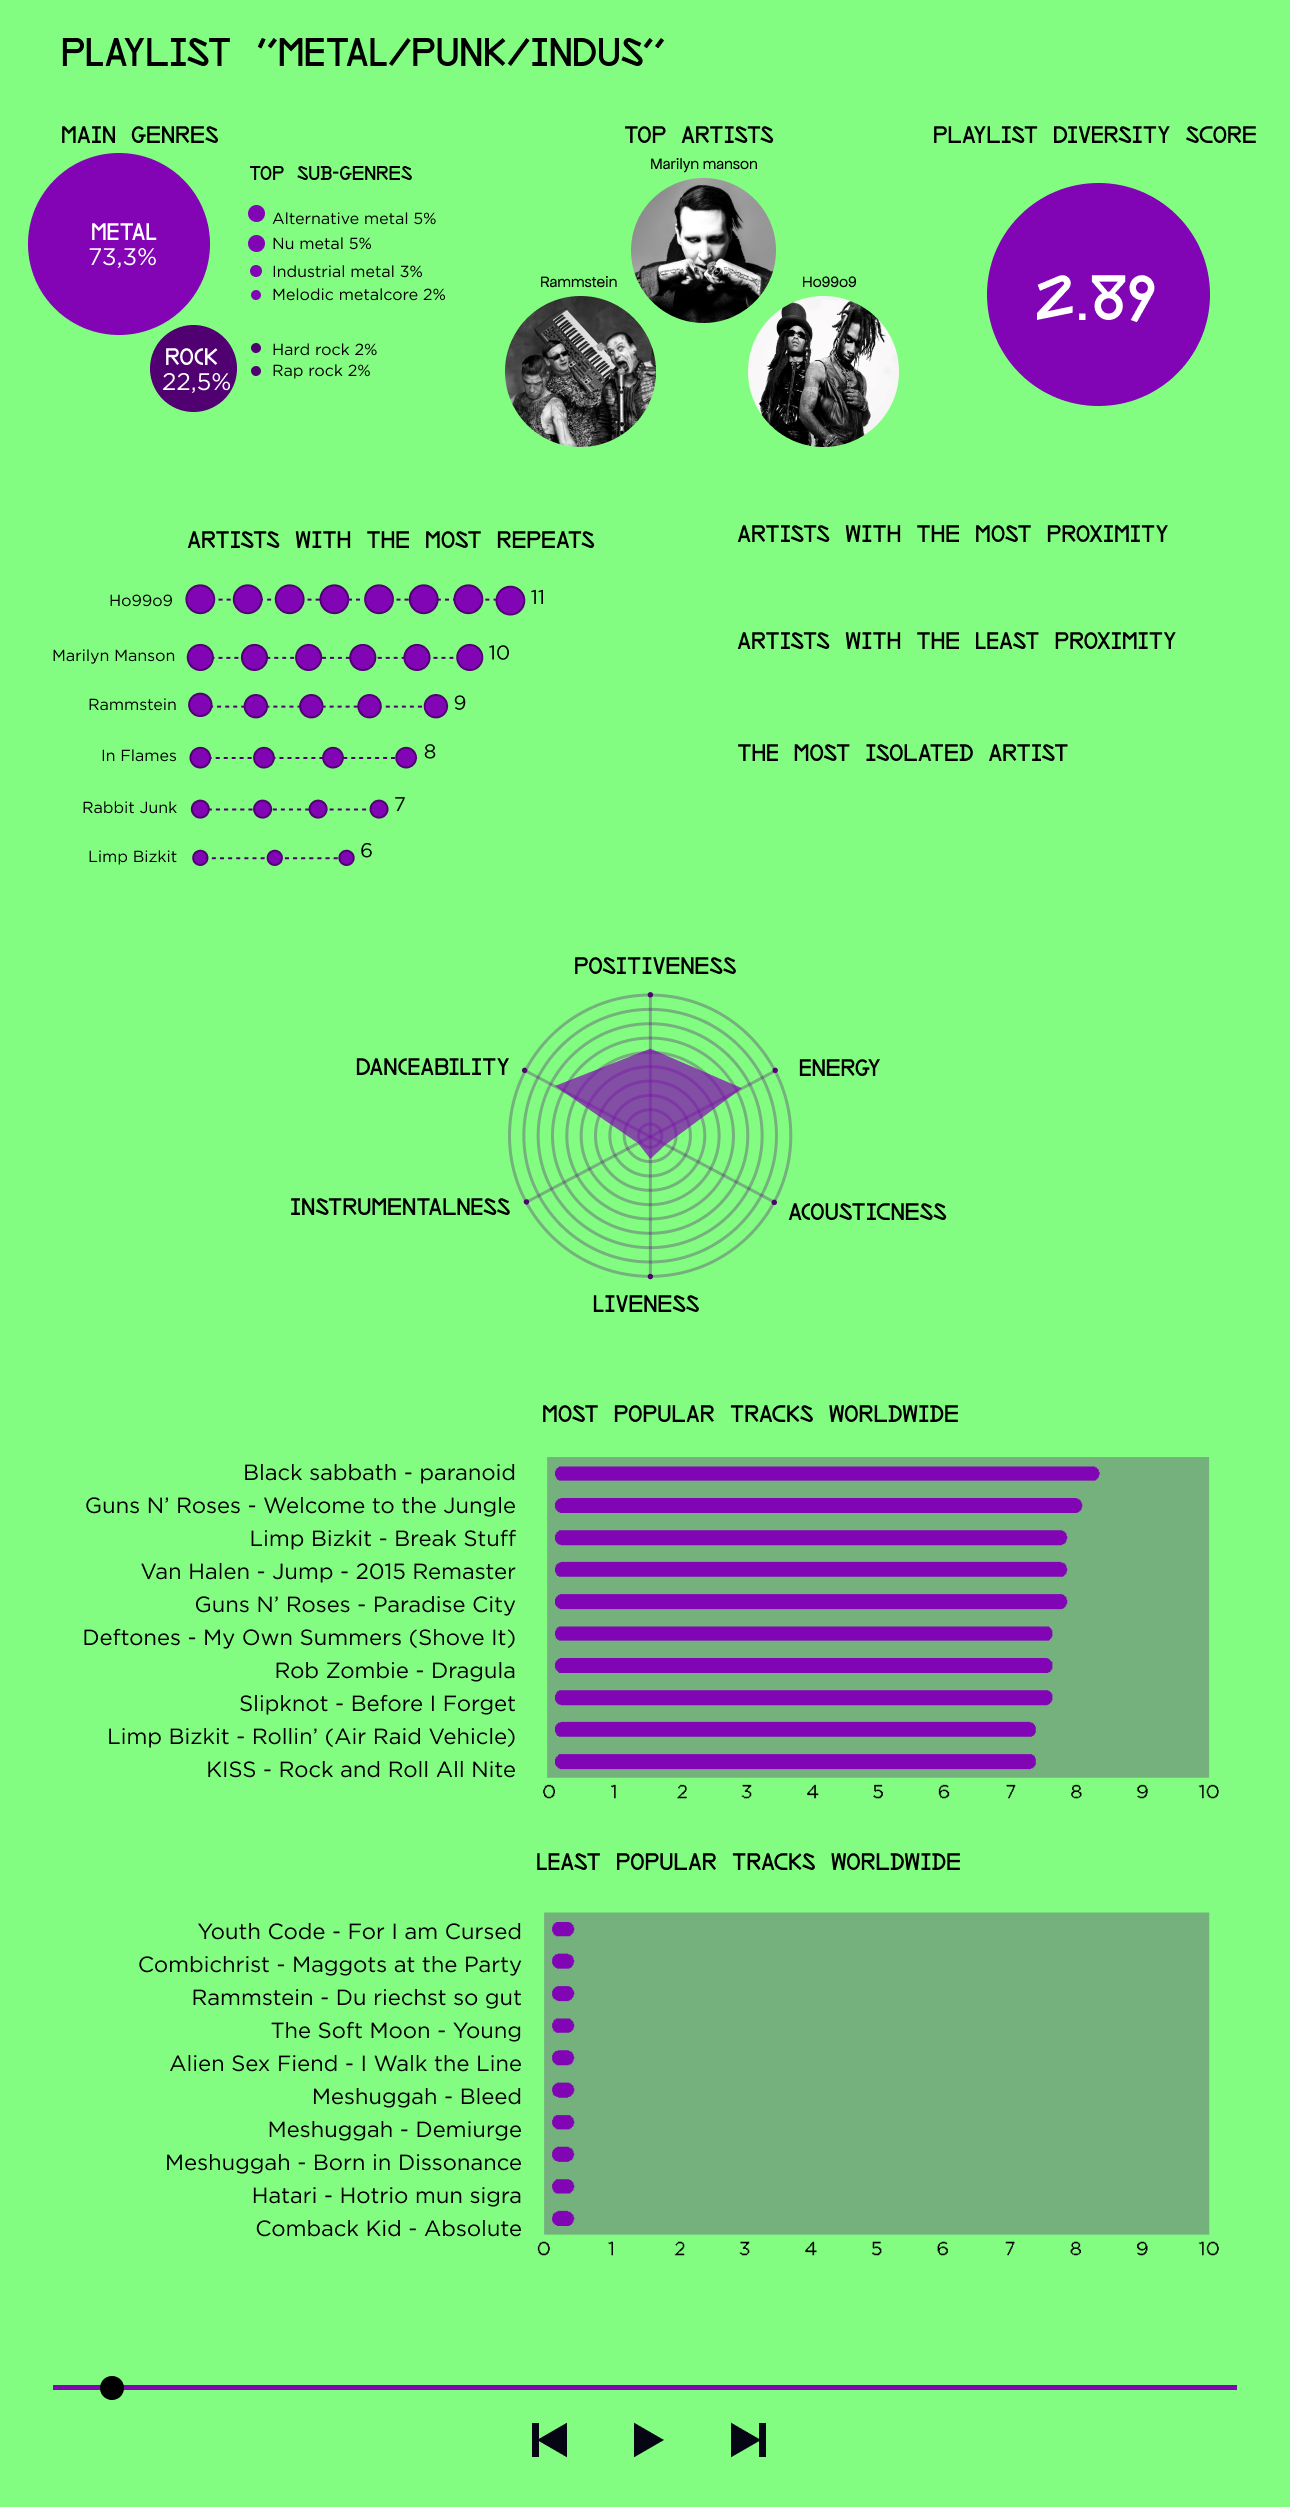 PLAYLIST "METAL/PUNK/INDUS"
MAIN GENRES
METAL
73,3%
ROCK
22,5%
TOP SUB-GENRES
Alternative metal 5%
Nu metal 5%
Industrial metal 3%
Melodic metalcore 2%
Hard rock 2%
Rap rock 2%
TOP ARTISTS
Marilyn manson
Rammstein
Ho99o9
PLAYLIST DIVERSITY SCORE
2.89
ARTISTS WITH THE MOST REPEATS
Ho99o9 11
Marilyn Manson 10
Rammstein 9
In Flames 8
Rabbit Junk 7
Limp Bizkit 6
ARTISTS WITH THE MOST PROXIMITY
ARTISTS WITH THE LEAST PROXIMITY
THE MOST ISOLATED ARTIST
POSITIVENESS
DANCEABILITY
ENERGY
INSTRUMENTALNESS
ACOUSTICNESS
LIVENESS
MOST POPULAR TRACKS WORLDWIDE
Black sabbath - paranoid
Guns N’ Roses - Welcome to the Jungle
Limp Bizkit - Break Stuff
Van Halen - Jump - 2015 Remaster
Guns N’ Roses - Paradise City
Deftones - My Own Summers (Shove It)
Rob Zombie - Dragula
Slipknot - Before I Forget
Limp Bizkit - Rollin’ (Air Raid Vehicle)
KISS - Rock and Roll All Nite
0 1 2 3 4 5 6 7 8 9 10
LEAST POPULAR TRACKS WORLDWIDE
Youth Code - For I am Cursed
Combichrist - Maggots at the Party
Rammstein - Du riechst so gut
The Soft Moon - Young
Alien Sex Fiend - I Walk the Line
Meshuggah - Bleed
Meshuggah - Demiurge
Meshuggah - Born in Dissonance
Hatari - Hotrio mun sigra
Comback Kid - Absolute
0 1 2 3 4 5 6 7 8 9 10